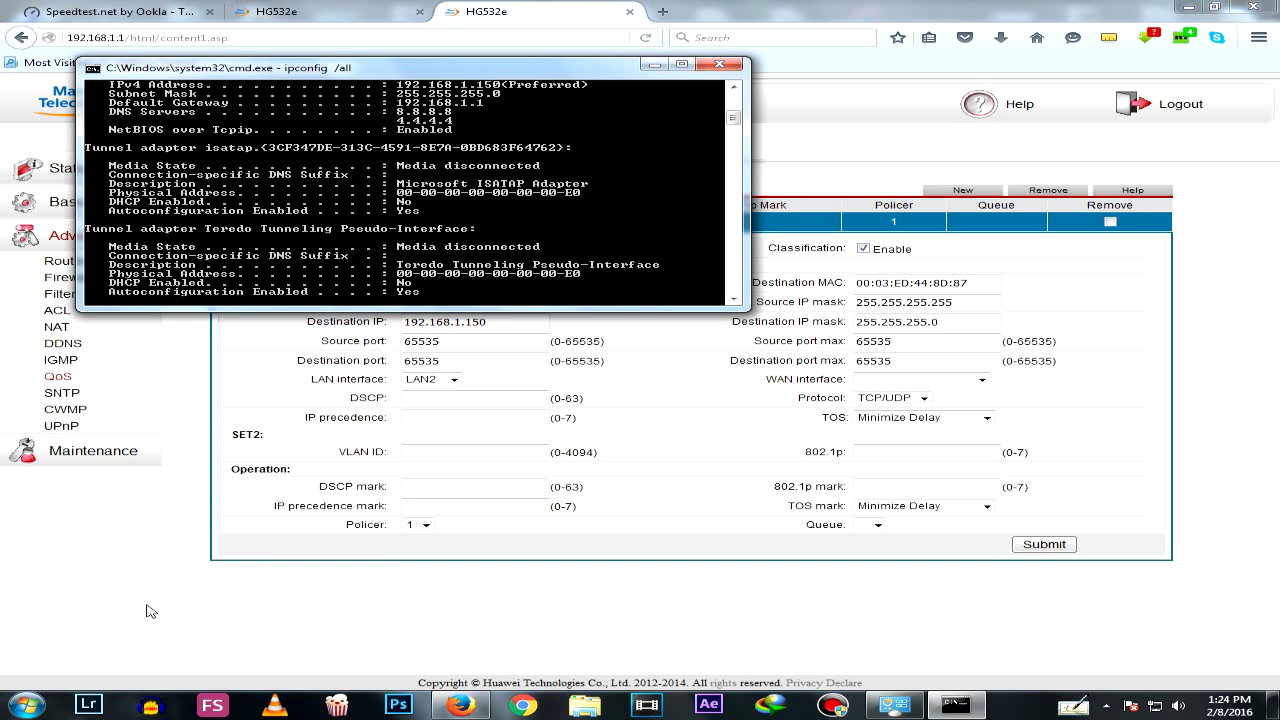 Speedtest.net by Ookla - T...
HG532e
HG532e
192.168.1.1/html/content1.asp
Search
?
4
Most Visit
C:\Windows\system32\cmd.exe - ipconfig /all
IPv4 Address. . . . . . . . . . . : 192.168.1.150(Preferred)
Subnet Mask . . . . . . . . . . . : 255.255.255.0
Default Gateway . . . . . . . . . : 192.168.1.1
DNS Servers . . . . . . . . . . . : 8.8.8.8
4.4.4.4
NetBIOS over Tcpip. . . . . . . . : Enabled
Tunnel adapter isatap.{3CF347DE-313C-4591-8E7A-0BD683F64762}:
Media State . . . . . . . . . . . : Media disconnected
Connection-specific DNS Suffix  . :
Description . . . . . . . . . . . : Microsoft ISATAP Adapter
Physical Address. . . . . . . . . : 00-00-00-00-00-00-00-E0
DHCP Enabled. . . . . . . . . . . : No
Autoconfiguration Enabled . . . . : Yes
Tunnel adapter Teredo Tunneling Pseudo-Interface:
Media State . . . . . . . . . . . : Media disconnected
Connection-specific DNS Suffix  . :
Description . . . . . . . . . . . : Teredo Tunneling Pseudo-Interface
Physical Address. . . . . . . . . : 00-00-00-00-00-00-00-E0
DHCP Enabled. . . . . . . . . . . : No
Autoconfiguration Enabled . . . . : Yes
Ma
Telec
? Help
Logout
Stat
Bas
Adv
Rout
Firew
Filter
ACL
NAT
DDNS
IGMP
QoS
SNTP
CWMP
UPnP
Maintenance
New Remove Help
p Mark Policer Queue Remove
1
Classification: Enable
Destination MAC: 00:03:ED:44:8D:87
Source IP mask: 255.255.255.255
Destination IP: 192.168.1.150 Destination IP mask: 255.255.255.0
Source port: 65535 (0-65535) Source port max: 65535 (0-65535)
Destination port: 65535 (0-65535) Destination port max: 65535 (0-65535)
LAN interface: LAN2 WAN interface:
DSCP: (0-63) Protocol: TCP/UDP
IP precedence: (0-7) TOS: Minimize Delay
SET2:
VLAN ID: (0-4094) 802.1p: (0-7)
Operation:
DSCP mark: (0-63) 802.1p mark: (0-7)
IP precedence mark: (0-7) TOS mark: Minimize Delay
Policer: 1 Queue:
Submit
Copyright © Huawei Technologies Co., Ltd. 2012-2014. All rights reserved. Privacy Declare
Lr
FS
Ps
Ae
1:24 PM
2/8/2016